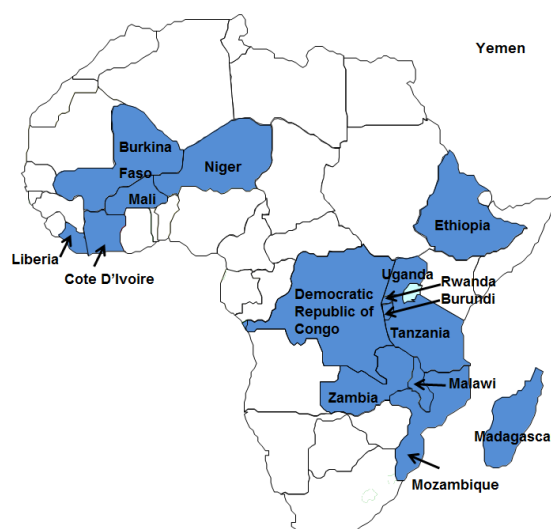 Yemen
Burkina
Faso
Niger
Mali
Ethiopia
Liberia
Cote D'Ivoire
Uganda
Rwanda
Democratic
Republic of
Congo
Burundi
Tanzania
Malawi
Zambia
Madagasca
Mozambique